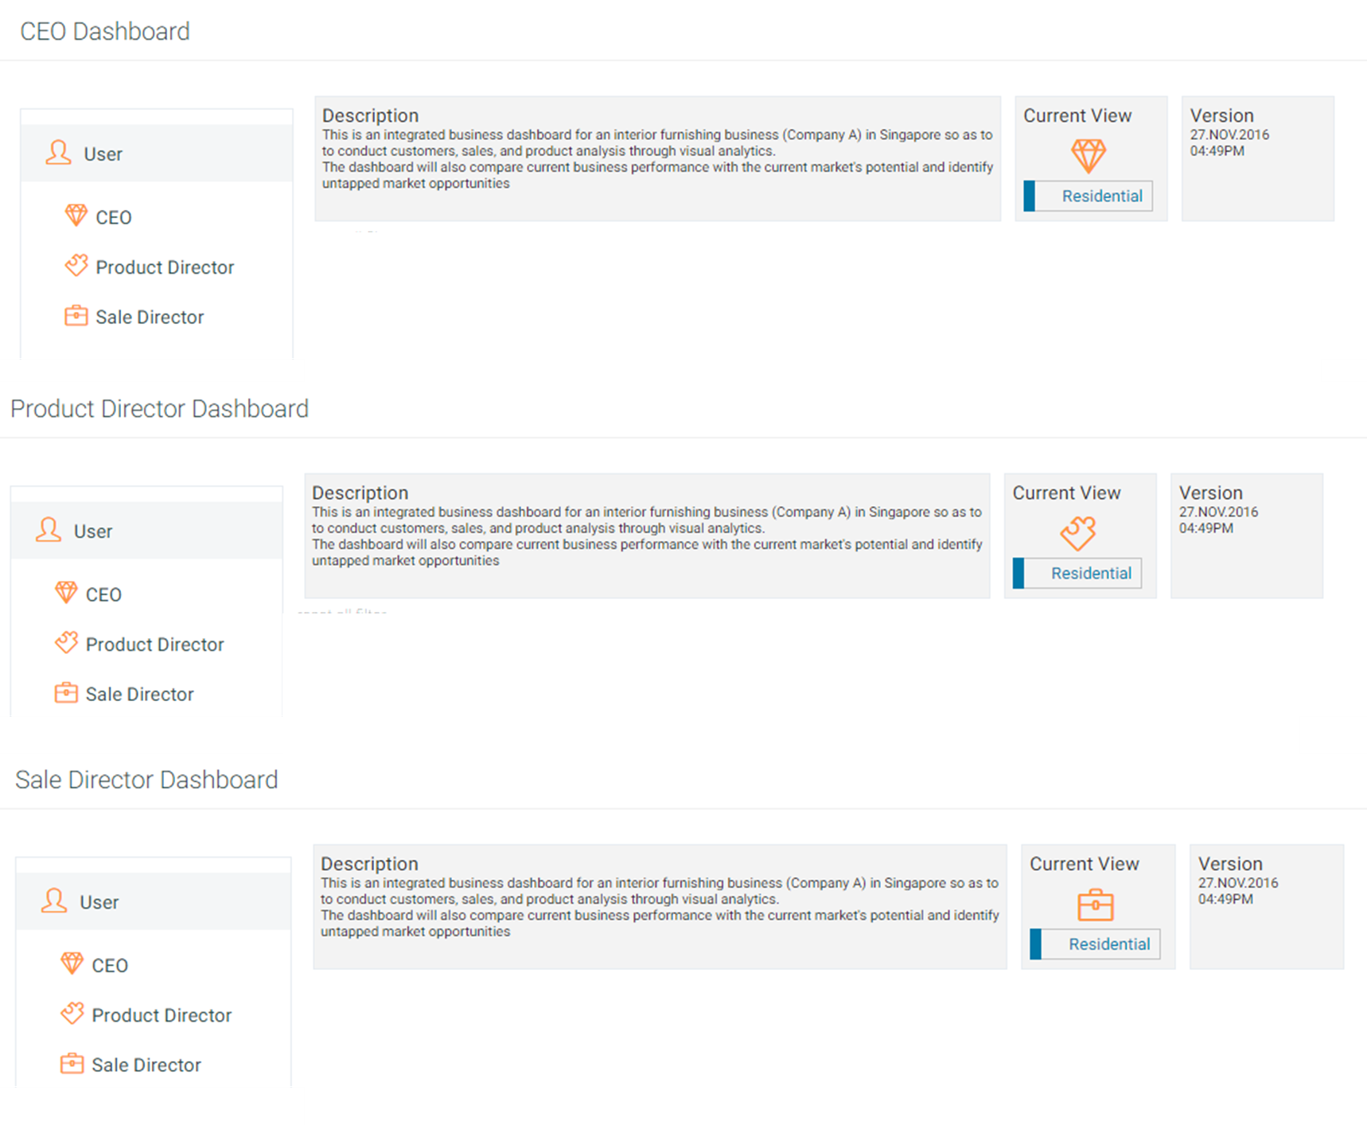 CEO Dashboard
User
CEO
Product Director
Sale Director
Description
This is an integrated business dashboard for an interior furnishing business (Company A) in Singapore so as to
to conduct customers, sales, and product analysis through visual analytics.
The dashboard will also compare current business performance with the current market's potential and identify
untapped market opportunities
Current View
Residential
Version
27.NOV.2016
04:49PM
Product Director Dashboard
User
CEO
Product Director
Sale Director
Description
This is an integrated business dashboard for an interior furnishing business (Company A) in Singapore so as to
to conduct customers, sales, and product analysis through visual analytics.
The dashboard will also compare current business performance with the current market's potential and identify
untapped market opportunities
Current View
Residential
Version
27.NOV.2016
04:49PM
Sale Director Dashboard
User
CEO
Product Director
Sale Director
Description
This is an integrated business dashboard for an interior furnishing business (Company A) in Singapore so as to
to conduct customers, sales, and product analysis through visual analytics.
The dashboard will also compare current business performance with the current market's potential and identify
untapped market opportunities
Current View
Residential
Version
27.NOV.2016
04:49PM